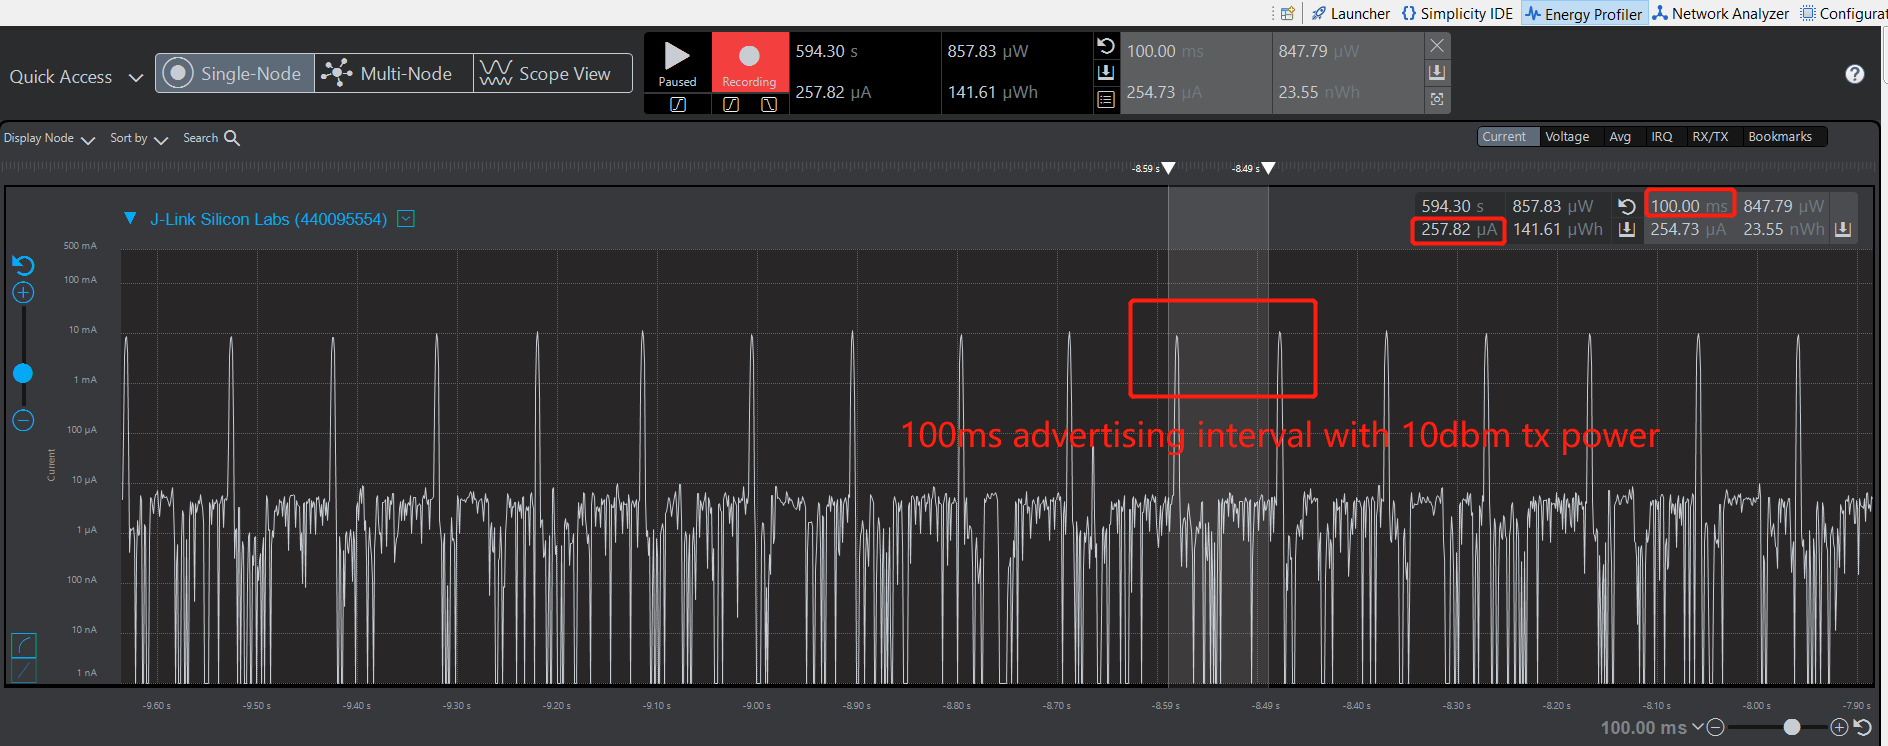 Launcher Simplicity IDE Energy Profiler Network Analyzer Configurat
Quick Access
Single-Node Multi-Node Scope View
Paused Recording
594.30 s 857.83 µW 100.00 ms 847.79 µW
257.82 µA 141.61 µWh 254.73 µA 23.55 nWh
Display Node Sort by Search
Current Voltage Avg IRQ RX/TX Bookmarks
-8.59 s -8.49 s
J-Link Silicon Labs (440095554)
594.30 s 857.83 µW 100.00 ms 847.79 µW
257.82 µA 141.61 µWh 254.73 µA 23.55 nWh
500 mA
100 mA
10 mA
1 mA
100 µA
10 µA
1 µA
100 nA
10 nA
1 nA
Current
100ms advertising interval with 10dbm tx power
-9.60 s -9.50 s -9.40 s -9.30 s -9.20 s -9.10 s -9.00 s -8.90 s -8.80 s -8.70 s -8.59 s -8.49 s -8.40 s -8.30 s -8.20 s -8.10 s -8.00 s -7.90 s
100.00 ms